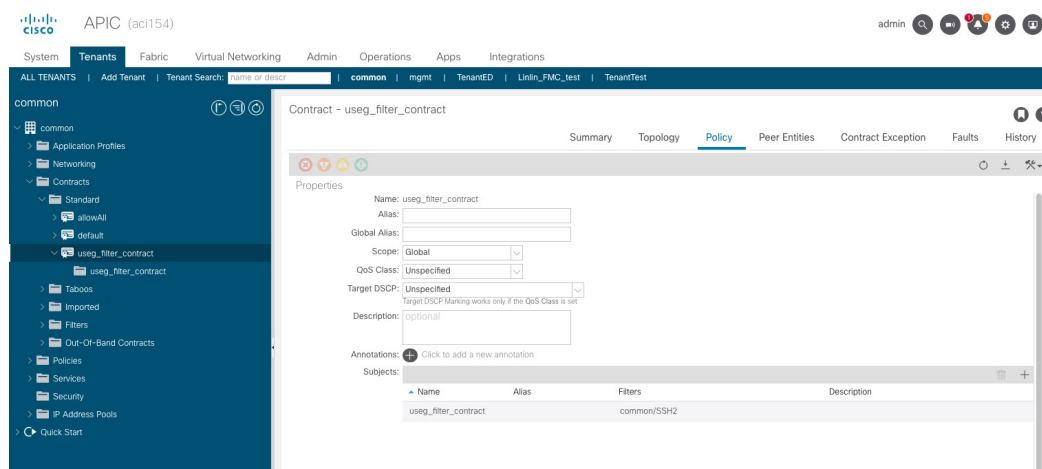 CISCO APIC (aci154) admin 1 5
System Tenants Fabric Virtual Networking Admin Operations Apps Integrations
ALL TENANTS | Add Tenant | Tenant Search: name or descr | common | mgmt | TenantED | Linlin_FMC_test | TenantTest
common
common
Application Profiles
Networking
Contracts
Standard
allowAll
default
useg_filter_contract
useg_filter_contract
Taboos
Imported
Filters
Out-Of-Band Contracts
Policies
Services
Security
IP Address Pools
Quick Start
Contract - useg_filter_contract
Summary Topology Policy Peer Entities Contract Exception Faults History
Properties
Name: useg_filter_contract
Alias:
Global Alias:
Scope: Global
QoS Class: Unspecified
Target DSCP: Unspecified
Target DSCP Marking works only if the QoS Class is set
Description: optional
Annotations: Click to add a new annotation
Subjects:
Name Alias Filters Description
useg_filter_contract common/SSH2